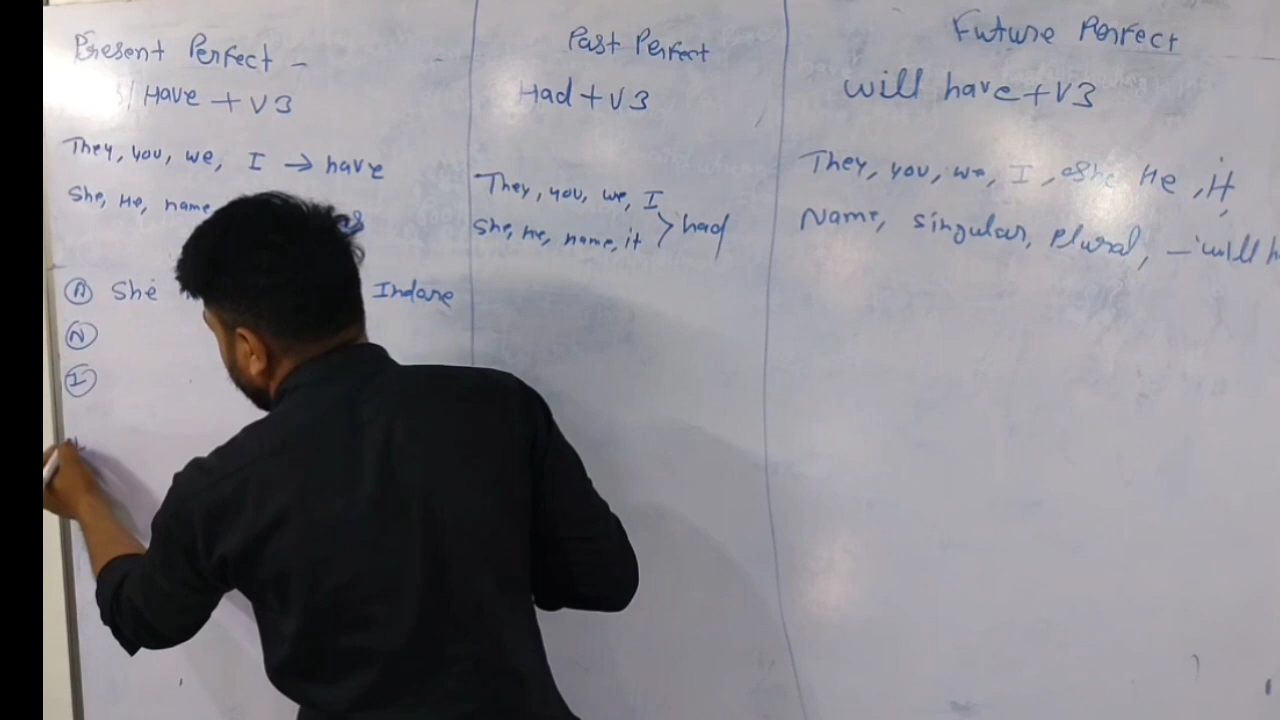 Present Perfect -
Have + V3
They, you, we, I → have
She, He, name
Ⓐ She Indore
Ⓝ
Ⓘ
Past Perfect
Had + V3
They, you, we, I
She, He, name, it > had
Future Perfect
will have + V3
They, you, we, I, She He, it
Name, singular, Plural, - will